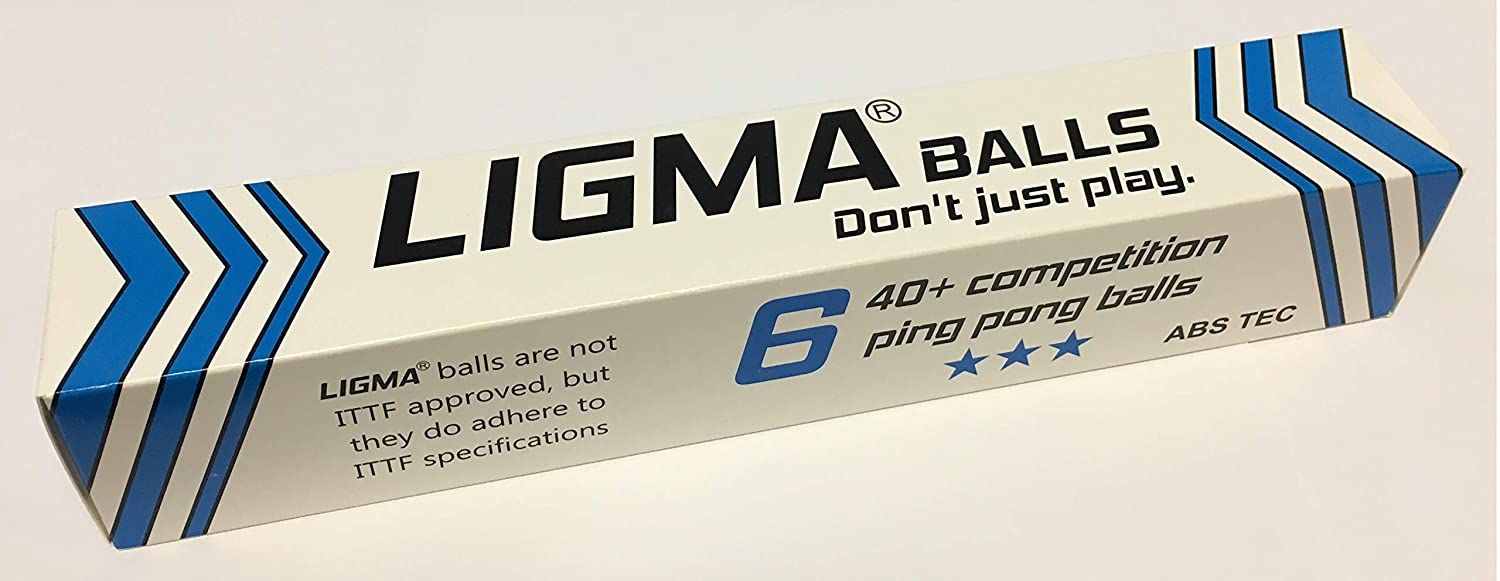 LIGMA® BALLS
Don't just play.
6 40+ competition
ping pong balls
ABS TEC
LIGMA® balls are not
ITTF approved, but
they do adhere to
ITTF specifications